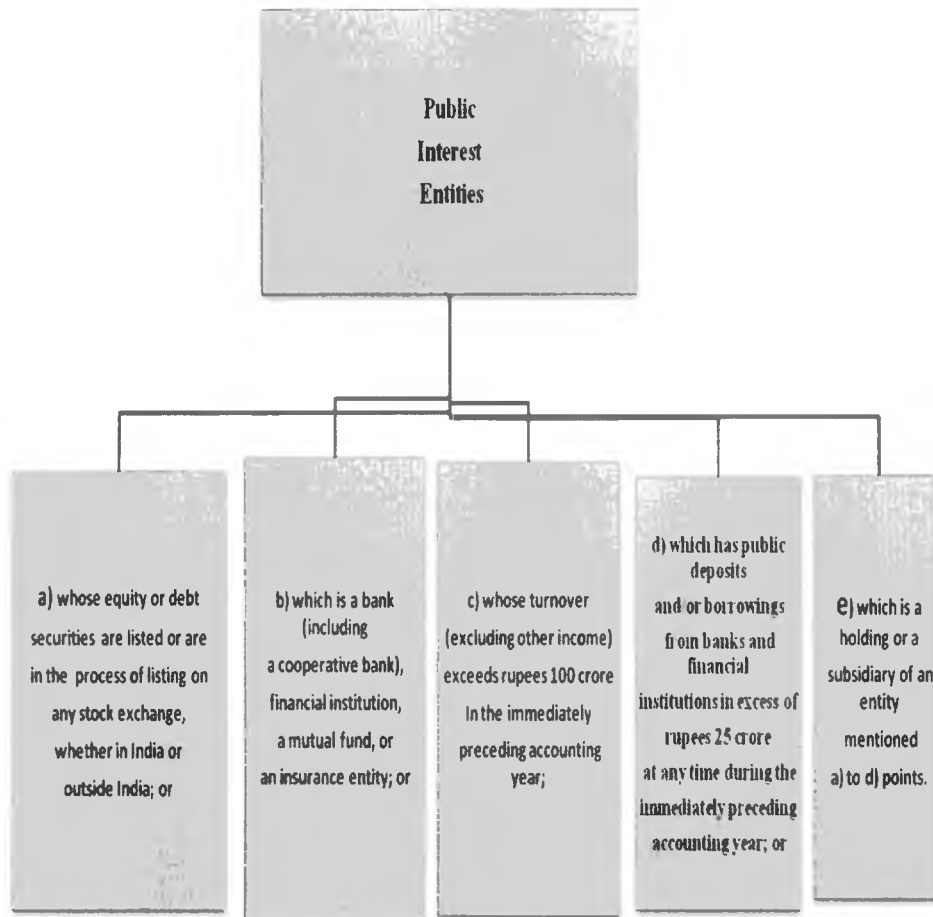 Public
Interest
Entities
a) whose equity or debt
securities are listed or are
in the process of listing on
any stock exchange,
whether in India or
outside India; or
b) which is a bank
(including
a cooperative bank),
financial institution,
a mutual fund, or
an insurance entity; or
c) whose turnover
(excluding other income)
exceeds rupees 100 crore
In the immediately
preceding accounting
year;
d) which has public
deposits
and/or borrowings
from banks and
financial
institutions in excess of
rupees 25 crore
at any time during the
immediately preceding
accounting year; or
e) which is a
holding or a
subsidiary of an
entity
mentioned
a) to d) points.